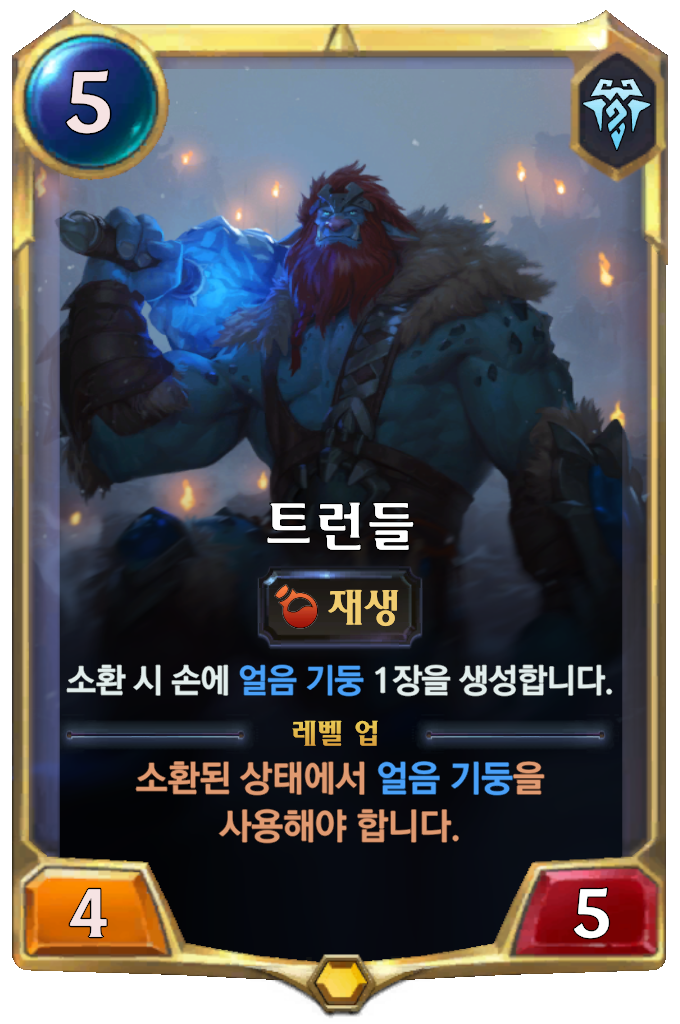 5
트런들
재생
소환 시 손에 얼음 기둥 1장을 생성합니다.
레벨 업
소환된 상태에서 얼음 기둥을
사용해야 합니다.
4
5